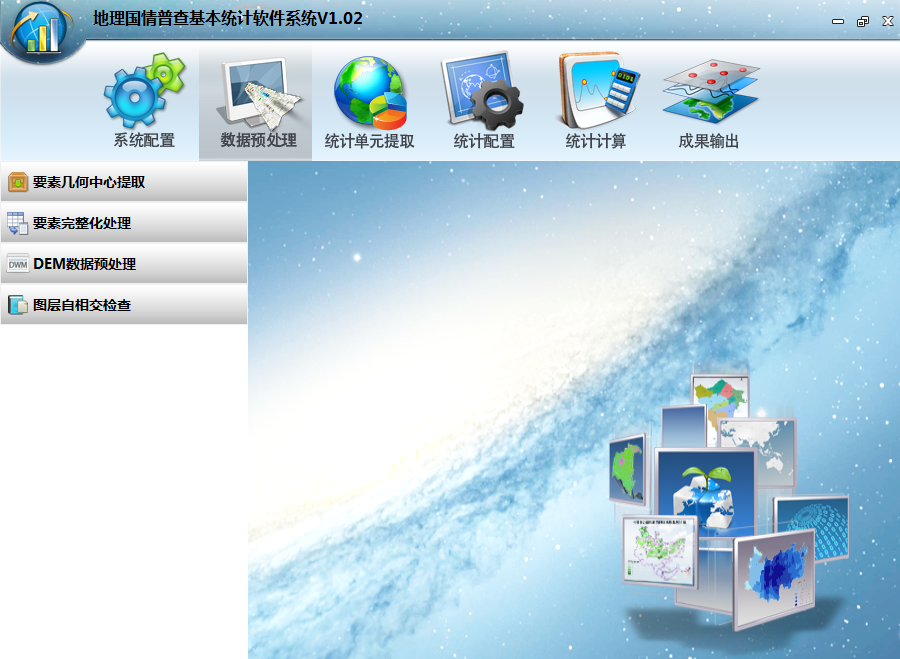 地理国情普查基本统计软件系统V1.02
系统配置
数据预处理
统计单元提取
统计配置
统计计算
成果输出
要素几何中心提取
要素完整化处理
DWM DEM数据预处理
图层自相交检查